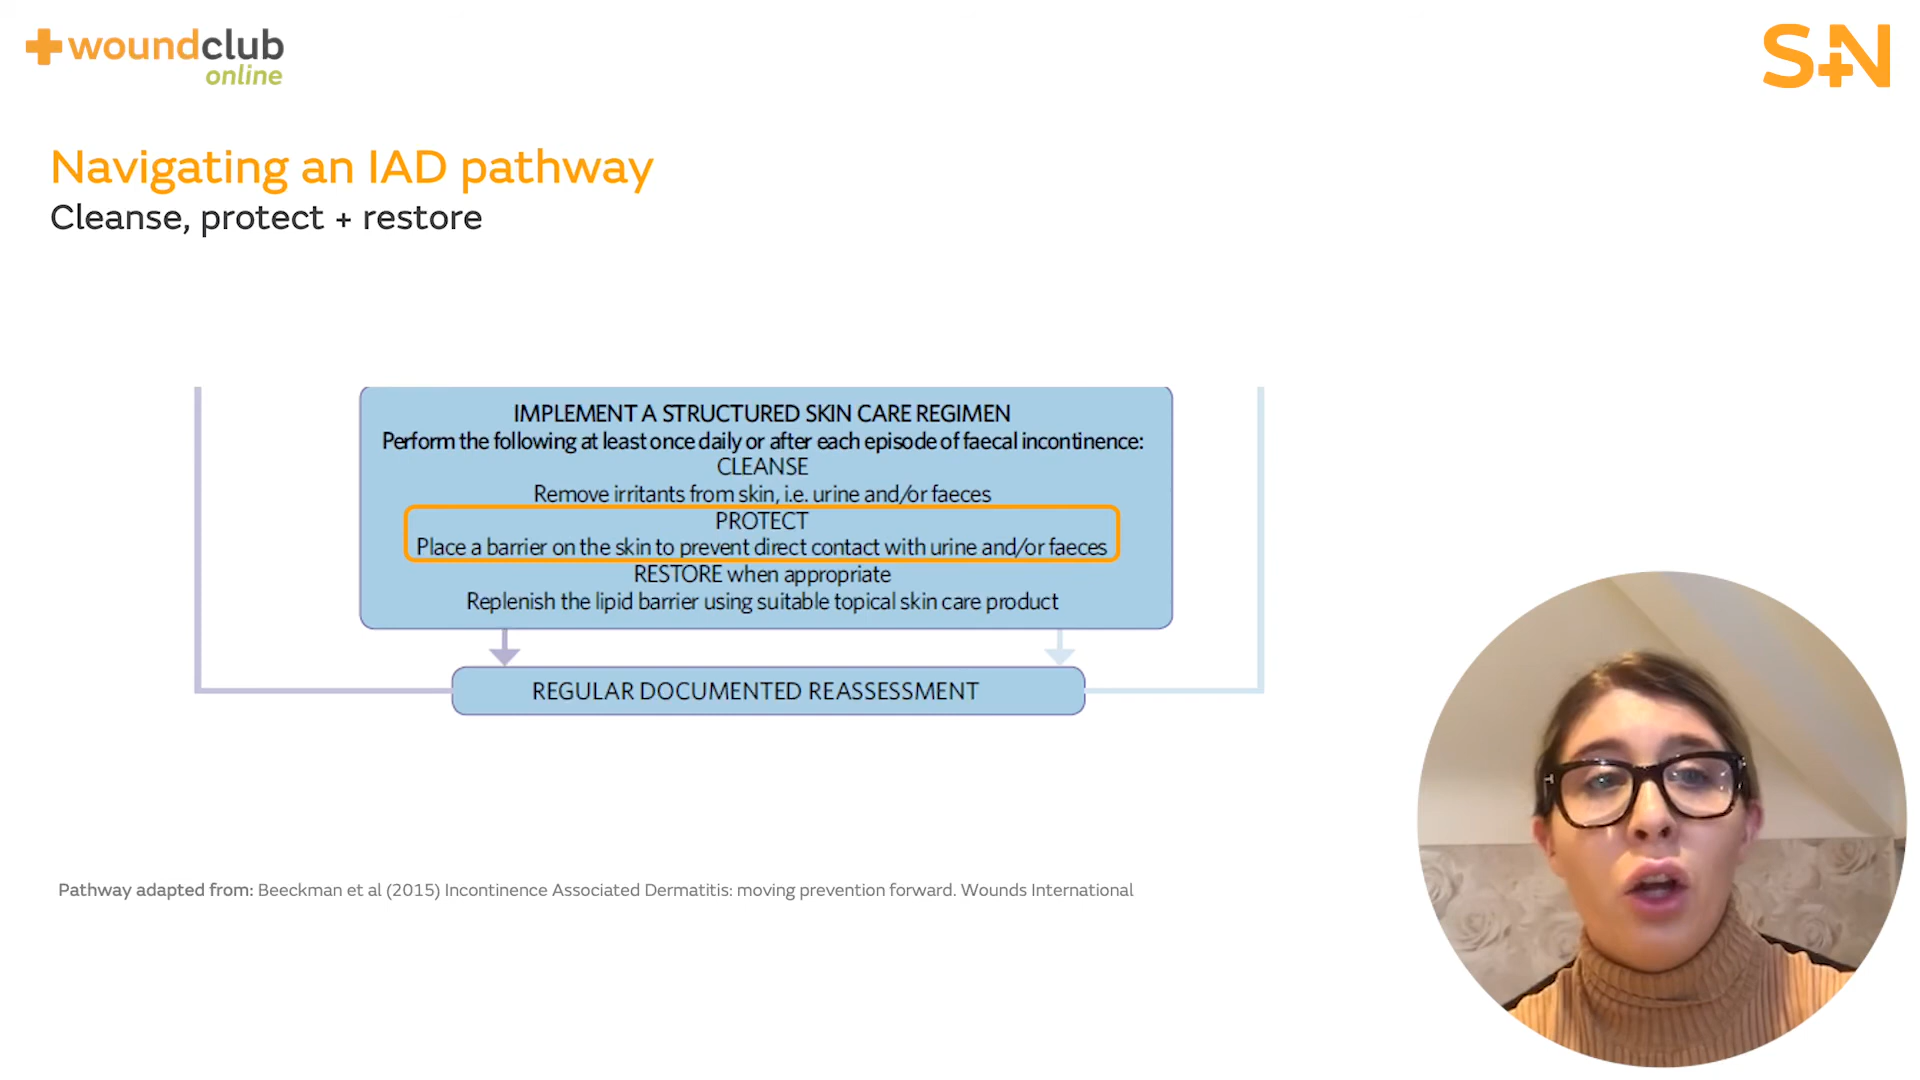 woundclub
online
S+N
Navigating an IAD pathway
Cleanse, protect + restore
IMPLEMENT A STRUCTURED SKIN CARE REGIMEN
Perform the following at least once daily or after each episode of faecal incontinence:
CLEANSE
Remove irritants from skin, i.e. urine and/or faeces
PROTECT
Place a barrier on the skin to prevent direct contact with urine and/or faeces
RESTORE when appropriate
Replenish the lipid barrier using suitable topical skin care product
REGULAR DOCUMENTED REASSESSMENT
Pathway adapted from: Beeckman et al (2015) Incontinence Associated Dermatitis: moving prevention forward. Wounds International